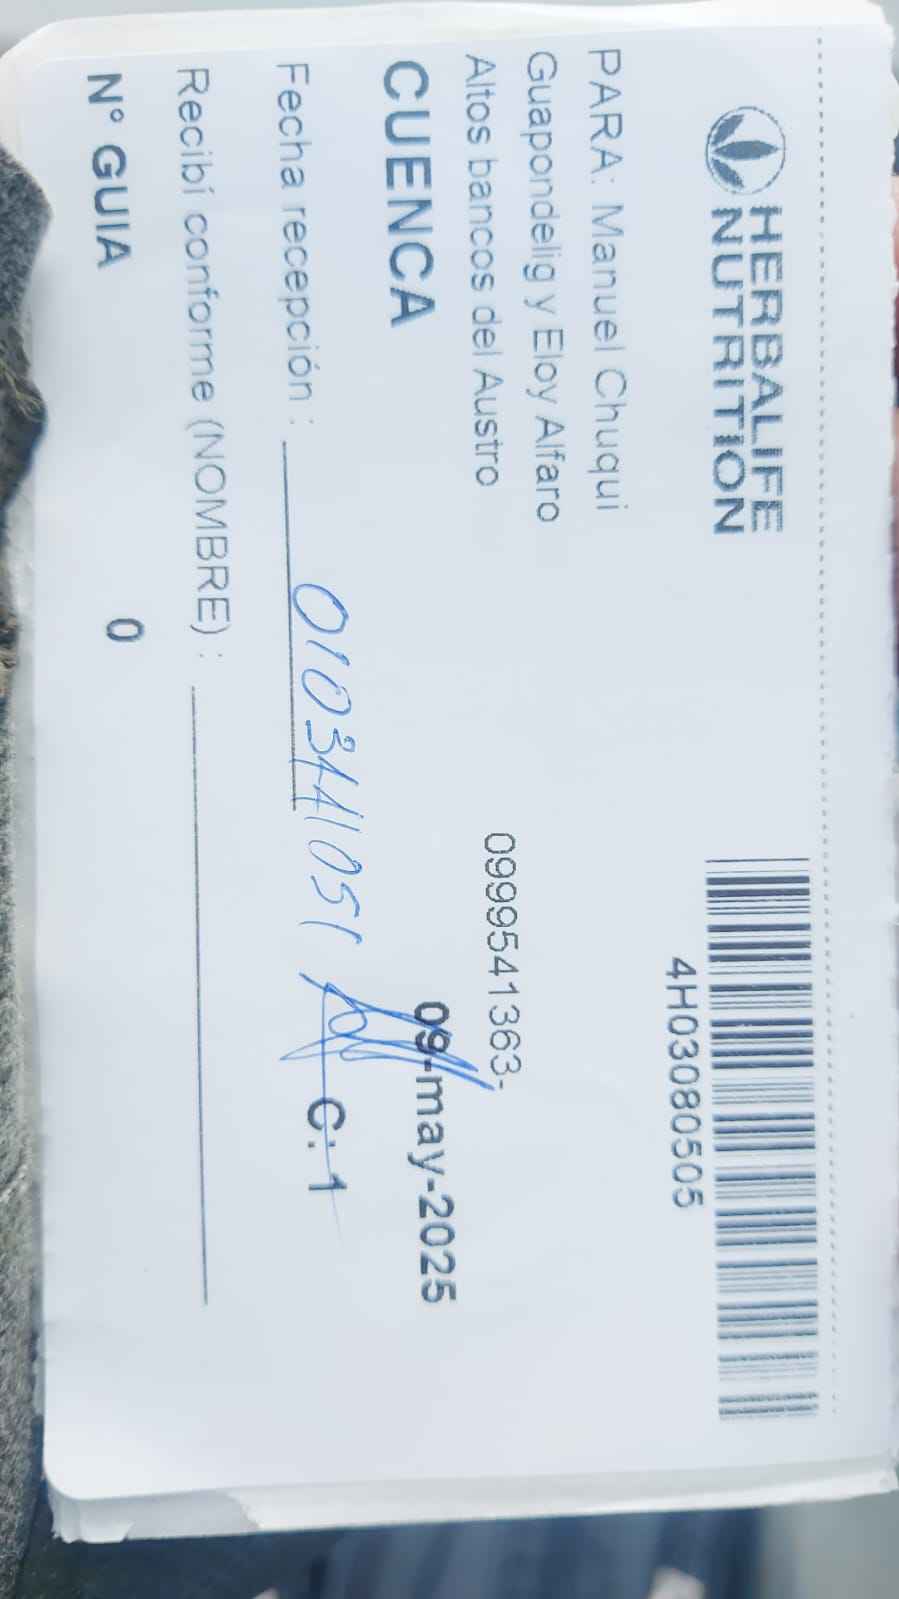 HERBALIFE
NUTRITION
4H03080505
PARA: Manuel Chuqui
Guapondelig y Eloy Alfaro
Altos bancos del Austro
0999541363-
CUENCA
09-may-2025
Fecha recepción :
0103441051
C: 1
Recibí conforme (NOMBRE) :
N° GUIA
0